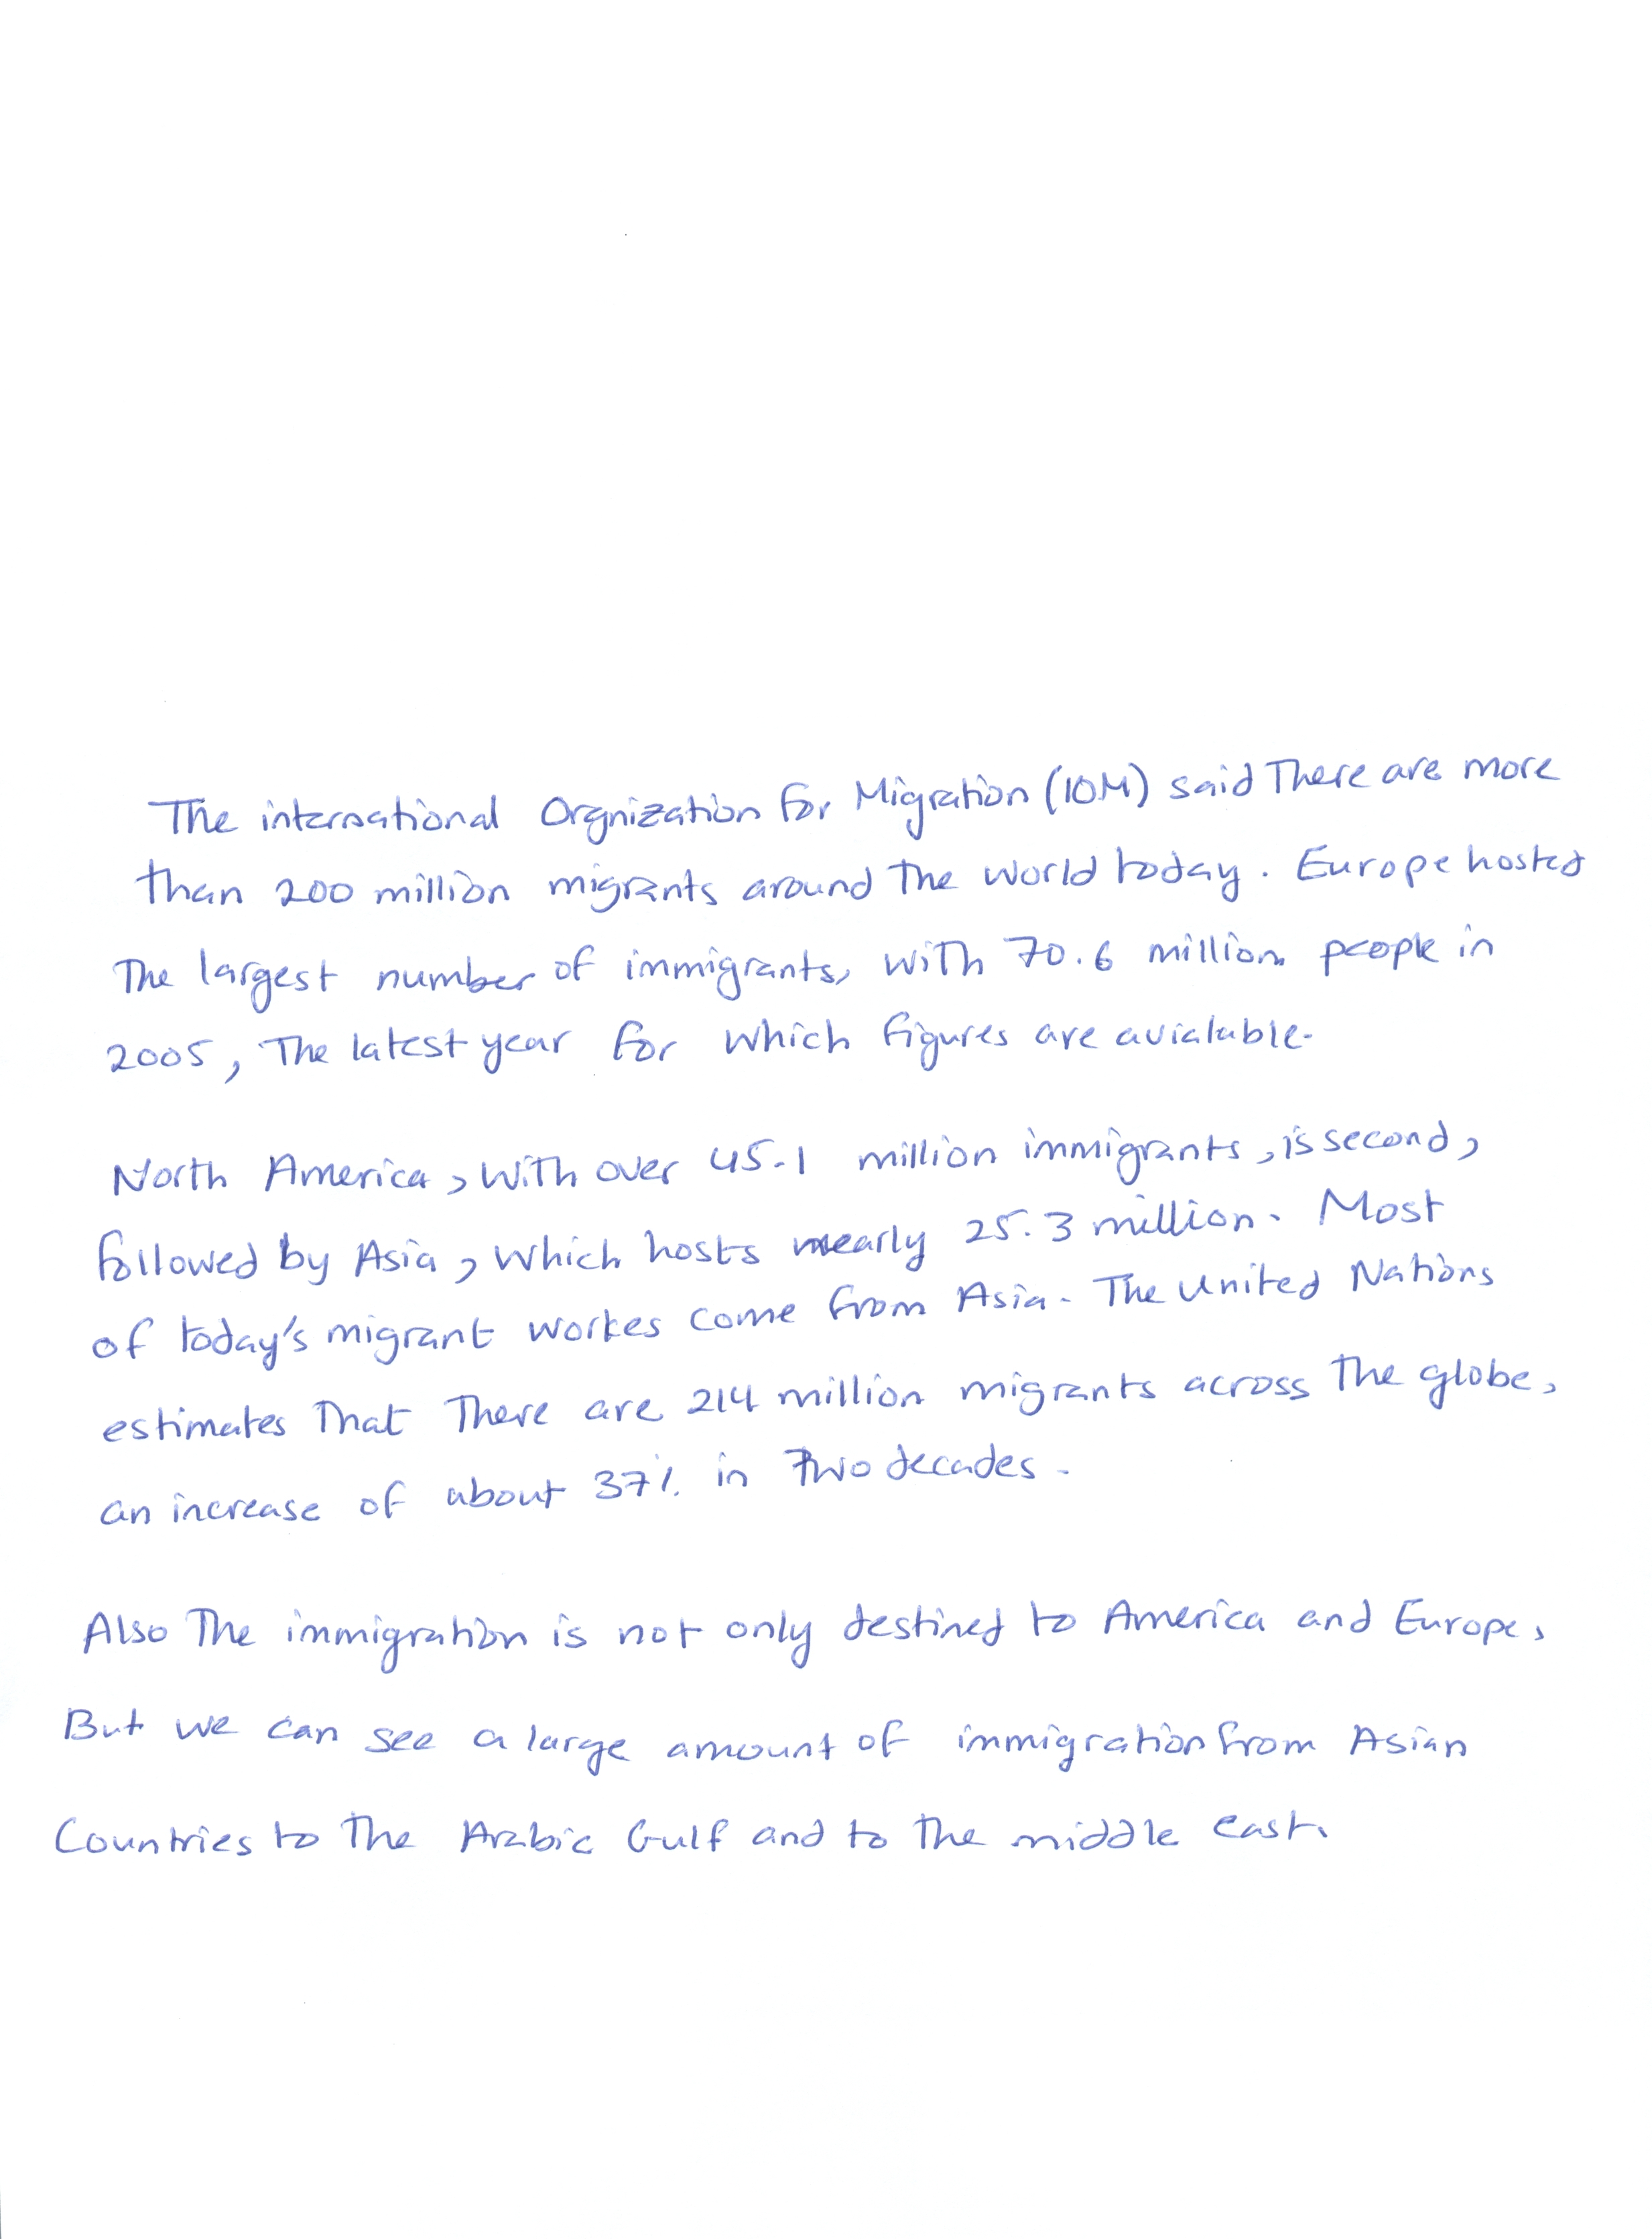 The international Orgnization for Migration (IOM) said There are more
than 200 million migrants around The world today. Europe hosted
The largest number of immigrants, with 70.6 million people in
2005, The latest year for which figures are avialable.
North America, with over 45.1 million immigrants, is second,
followed by Asia, which hosts nearly 25.3 million. Most
of today's migrant workes come from Asia. The United Nations
estimates That There are 214 million migrants across The globe,
an increase of about 37% in Two decades.
Also The immigration is not only destined to America and Europe,
But we can see a large amount of immigration from Asian
Countries to The Arabic Gulf and to The middle east.